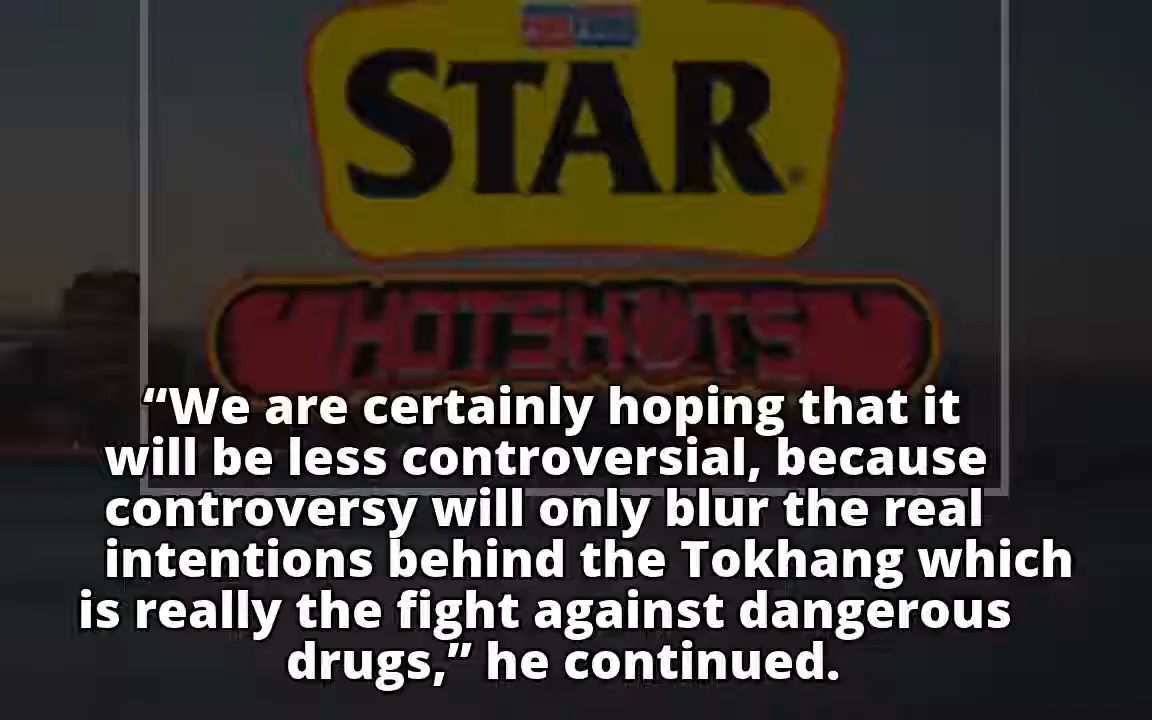 STAR
HOTSHOTS
“We are certainly hoping that it
will be less controversial, because
controversy will only blur the real
intentions behind the Tokhang which
is really the fight against dangerous
drugs,” he continued.